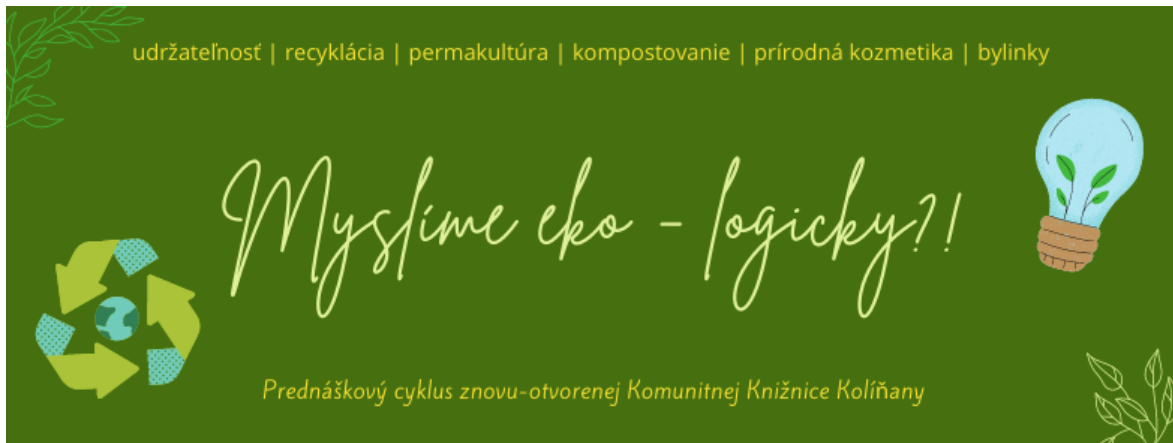 udržateľnosť | recyklácia | permakultúra | kompostovanie | prírodná kozmetika | bylinky
Myslíme eko - logicky?!
Prednáškový cyklus znovu-otvorenej Komunitnej Knižnice Kolíňany